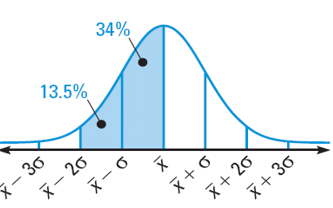 34%
13.5%
x̅ − 3σ
x̅ − 2σ
x̅ − σ
x̅
x̅ + σ
x̅ + 2σ
x̅ + 3σ